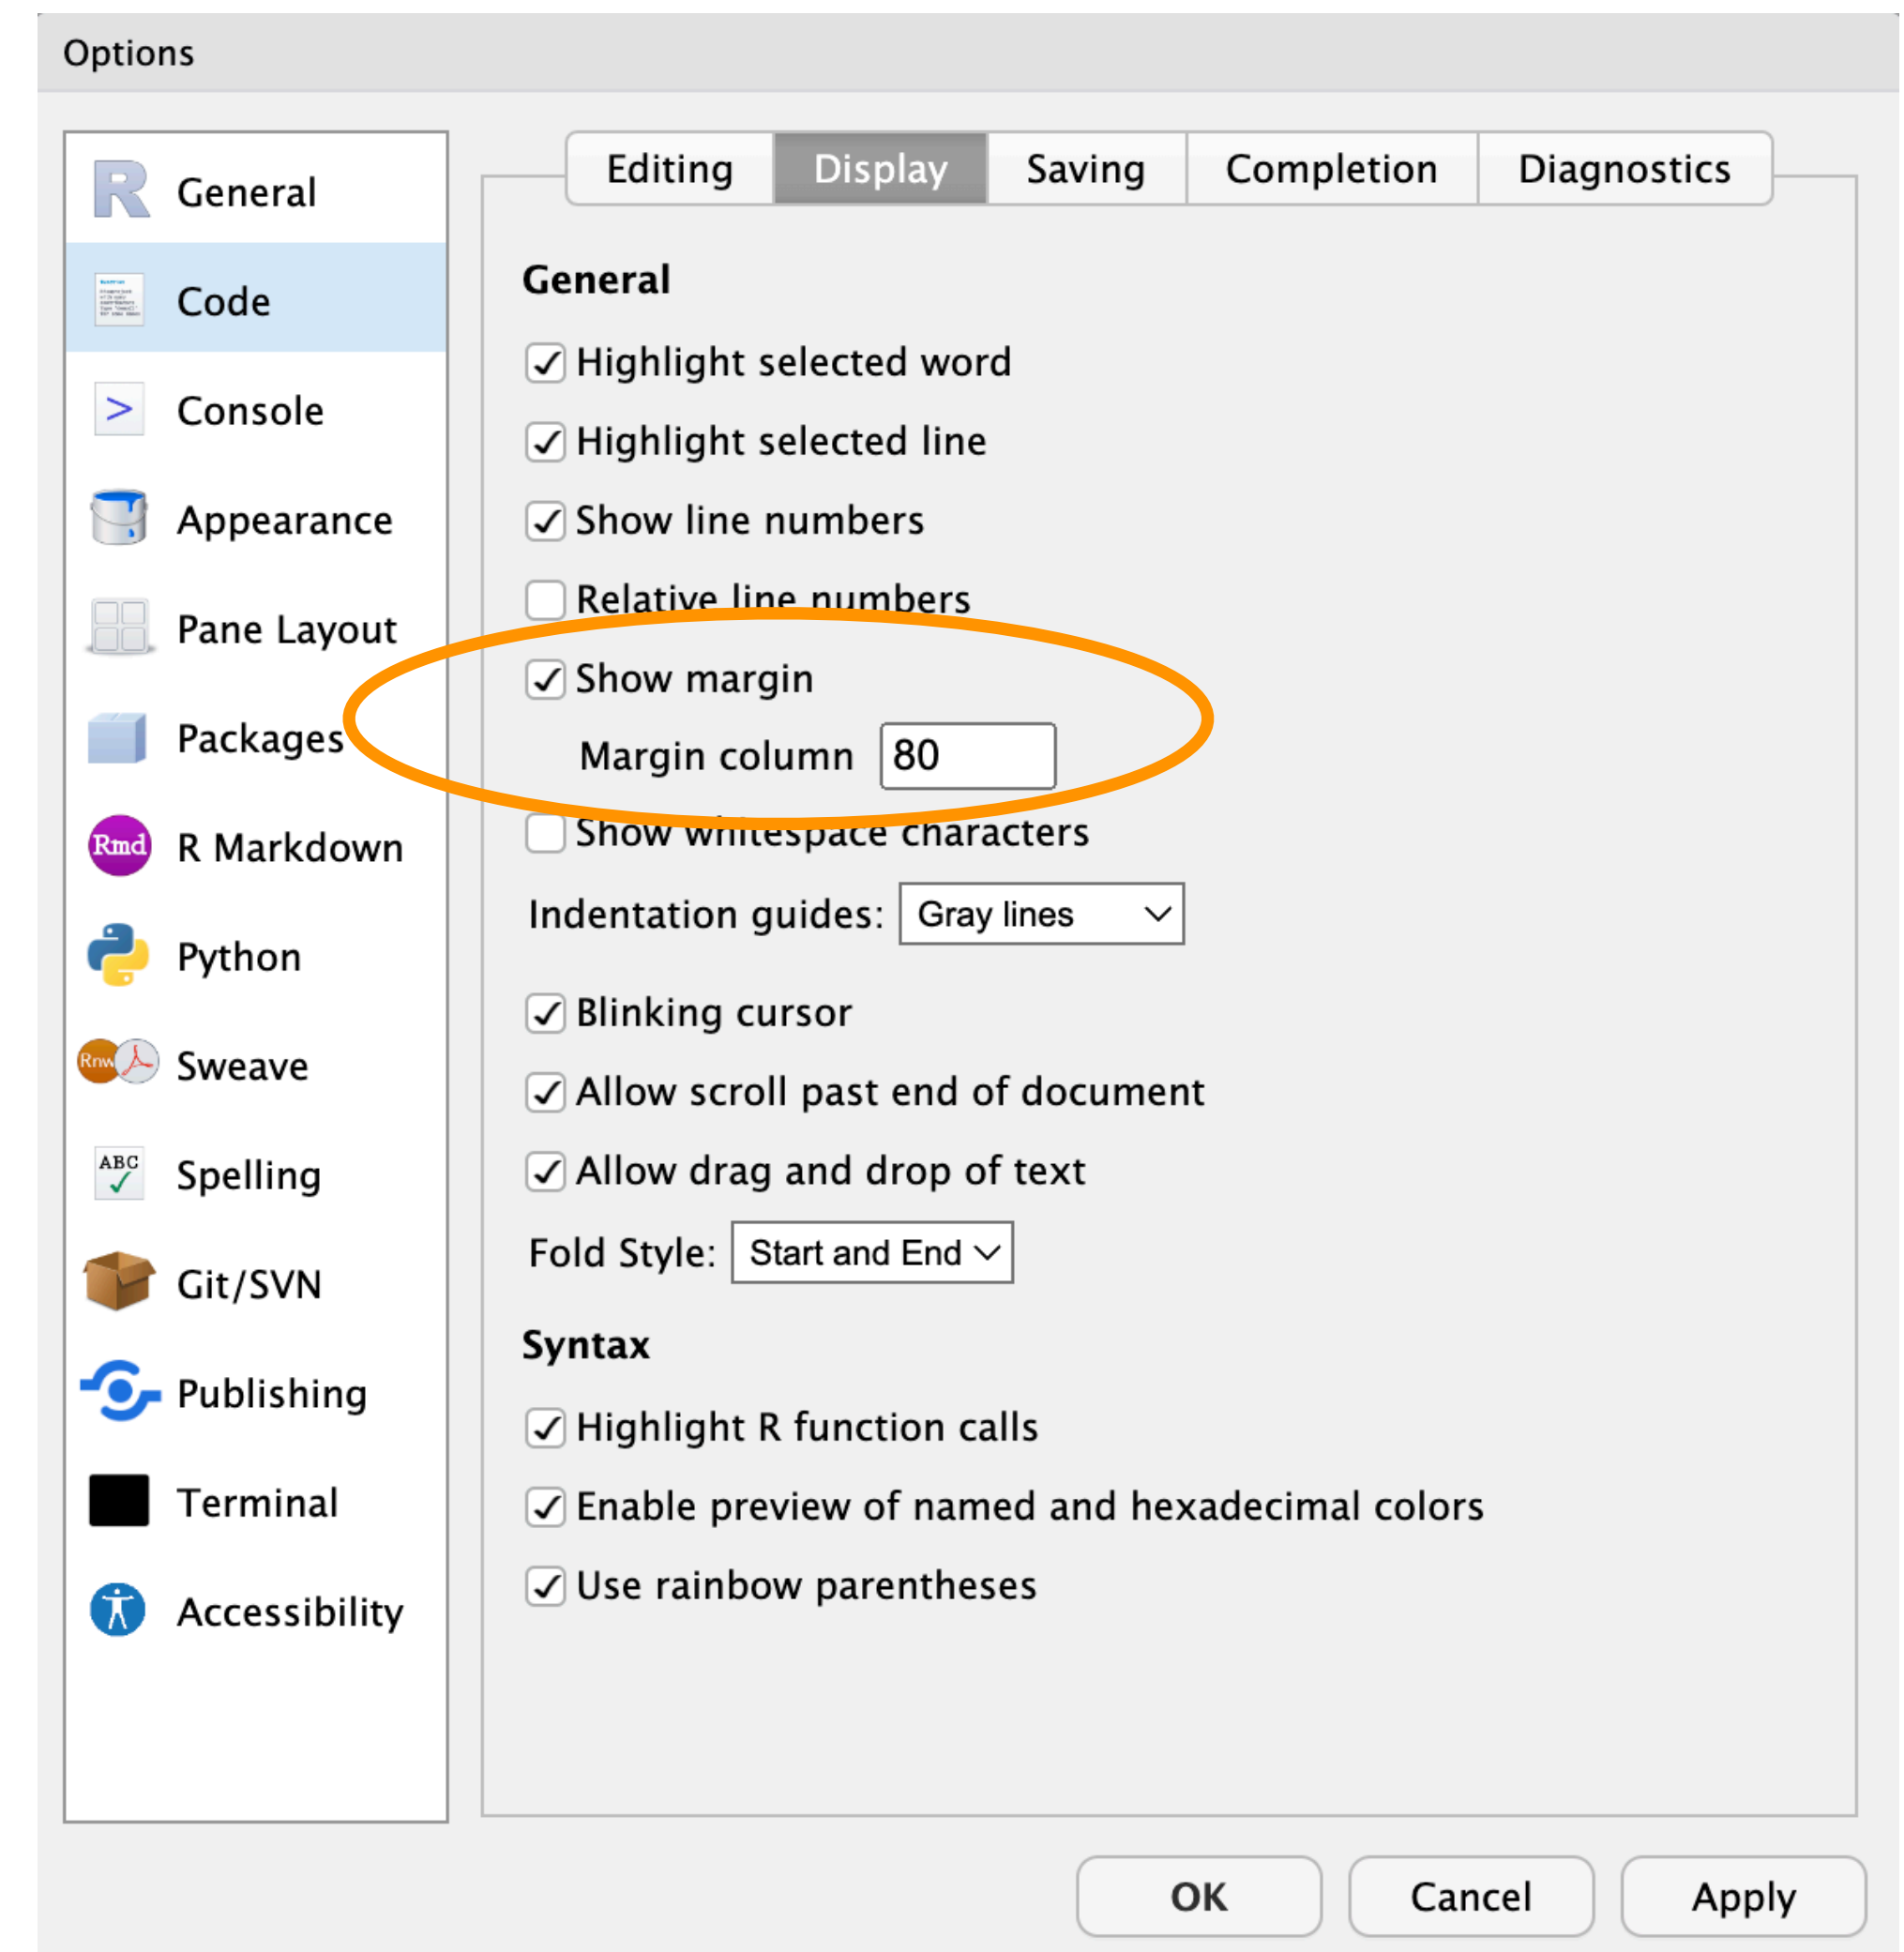 Options
General
Code
Console
Appearance
Pane Layout
Packages
Rmd R Markdown
Python
Rnw Sweave
ABC Spelling
Git/SVN
Publishing
Terminal
Accessibility
Editing Display Saving Completion Diagnostics
General
Highlight selected word
Highlight selected line
Show line numbers
Relative line numbers
Show margin
Margin column 80
Show whitespace characters
Indentation guides: Gray lines
Blinking cursor
Allow scroll past end of document
Allow drag and drop of text
Fold Style: Start and End
Syntax
Highlight R function calls
Enable preview of named and hexadecimal colors
Use rainbow parentheses
OK Cancel Apply